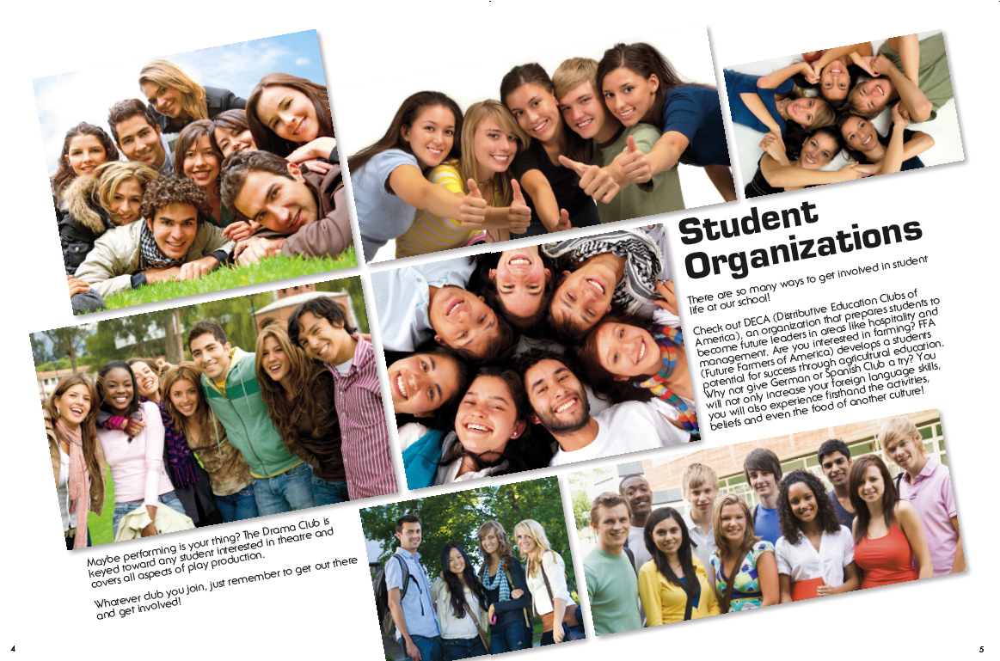 Student
Organizations
There are so many ways to get involved in student
life at our school!
Check out DECA (Disrtributive Education Clubs of
America), an organization that prepares students to
become future leaders in areas like hospitality and
management. Are you interested in farming? FFA
(Future Farmers of America) develops a students
potential for success through agricultural education.
Why not give German or Spanish Club a try? You
will not only increase your foreign language skills,
you will also experience firsthand the activities,
beliefs and even the food of another culture!
Maybe performing is your thing? The Drama Club is
keyed toward any student interested in theatre and
covers all aspects of play production.
Whatever club you join, just remember to get out there
and get involved!
4
5